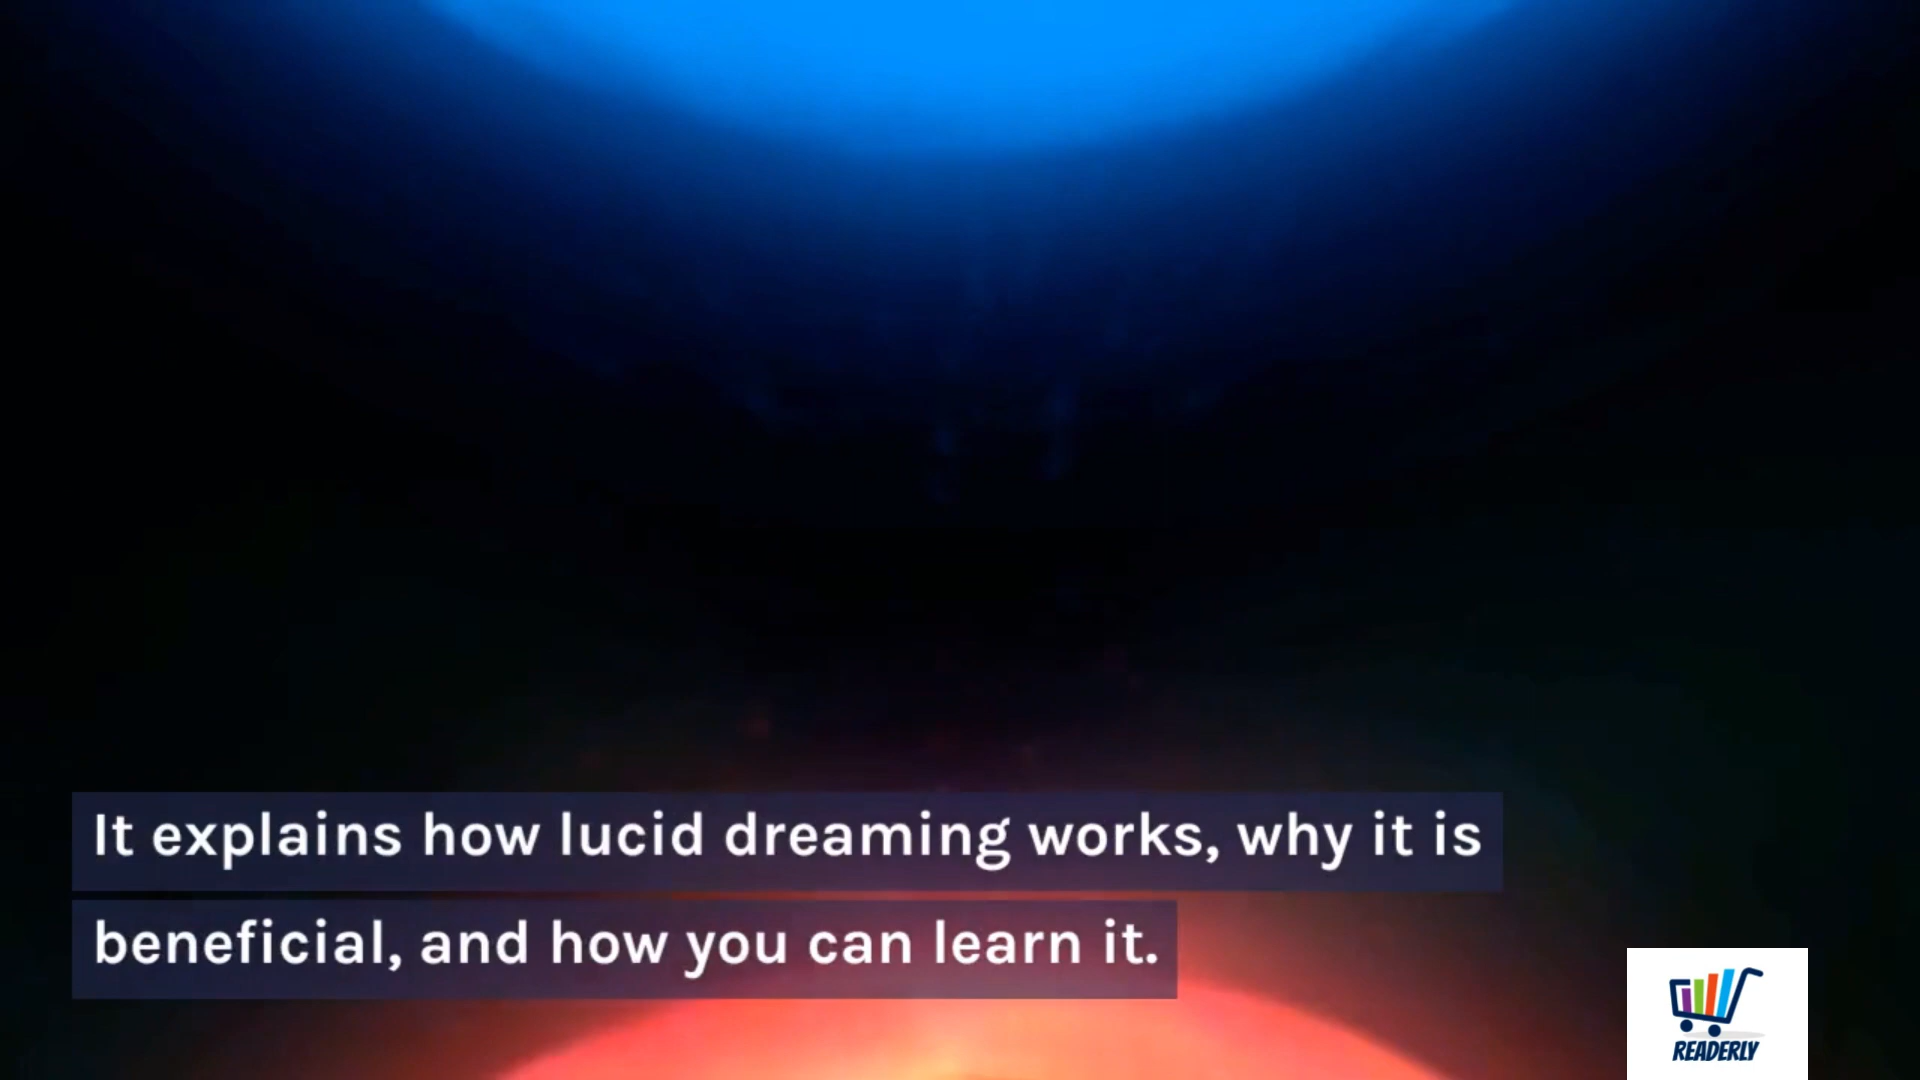 It explains how lucid dreaming works, why it is
beneficial, and how you can learn it.
READERLY